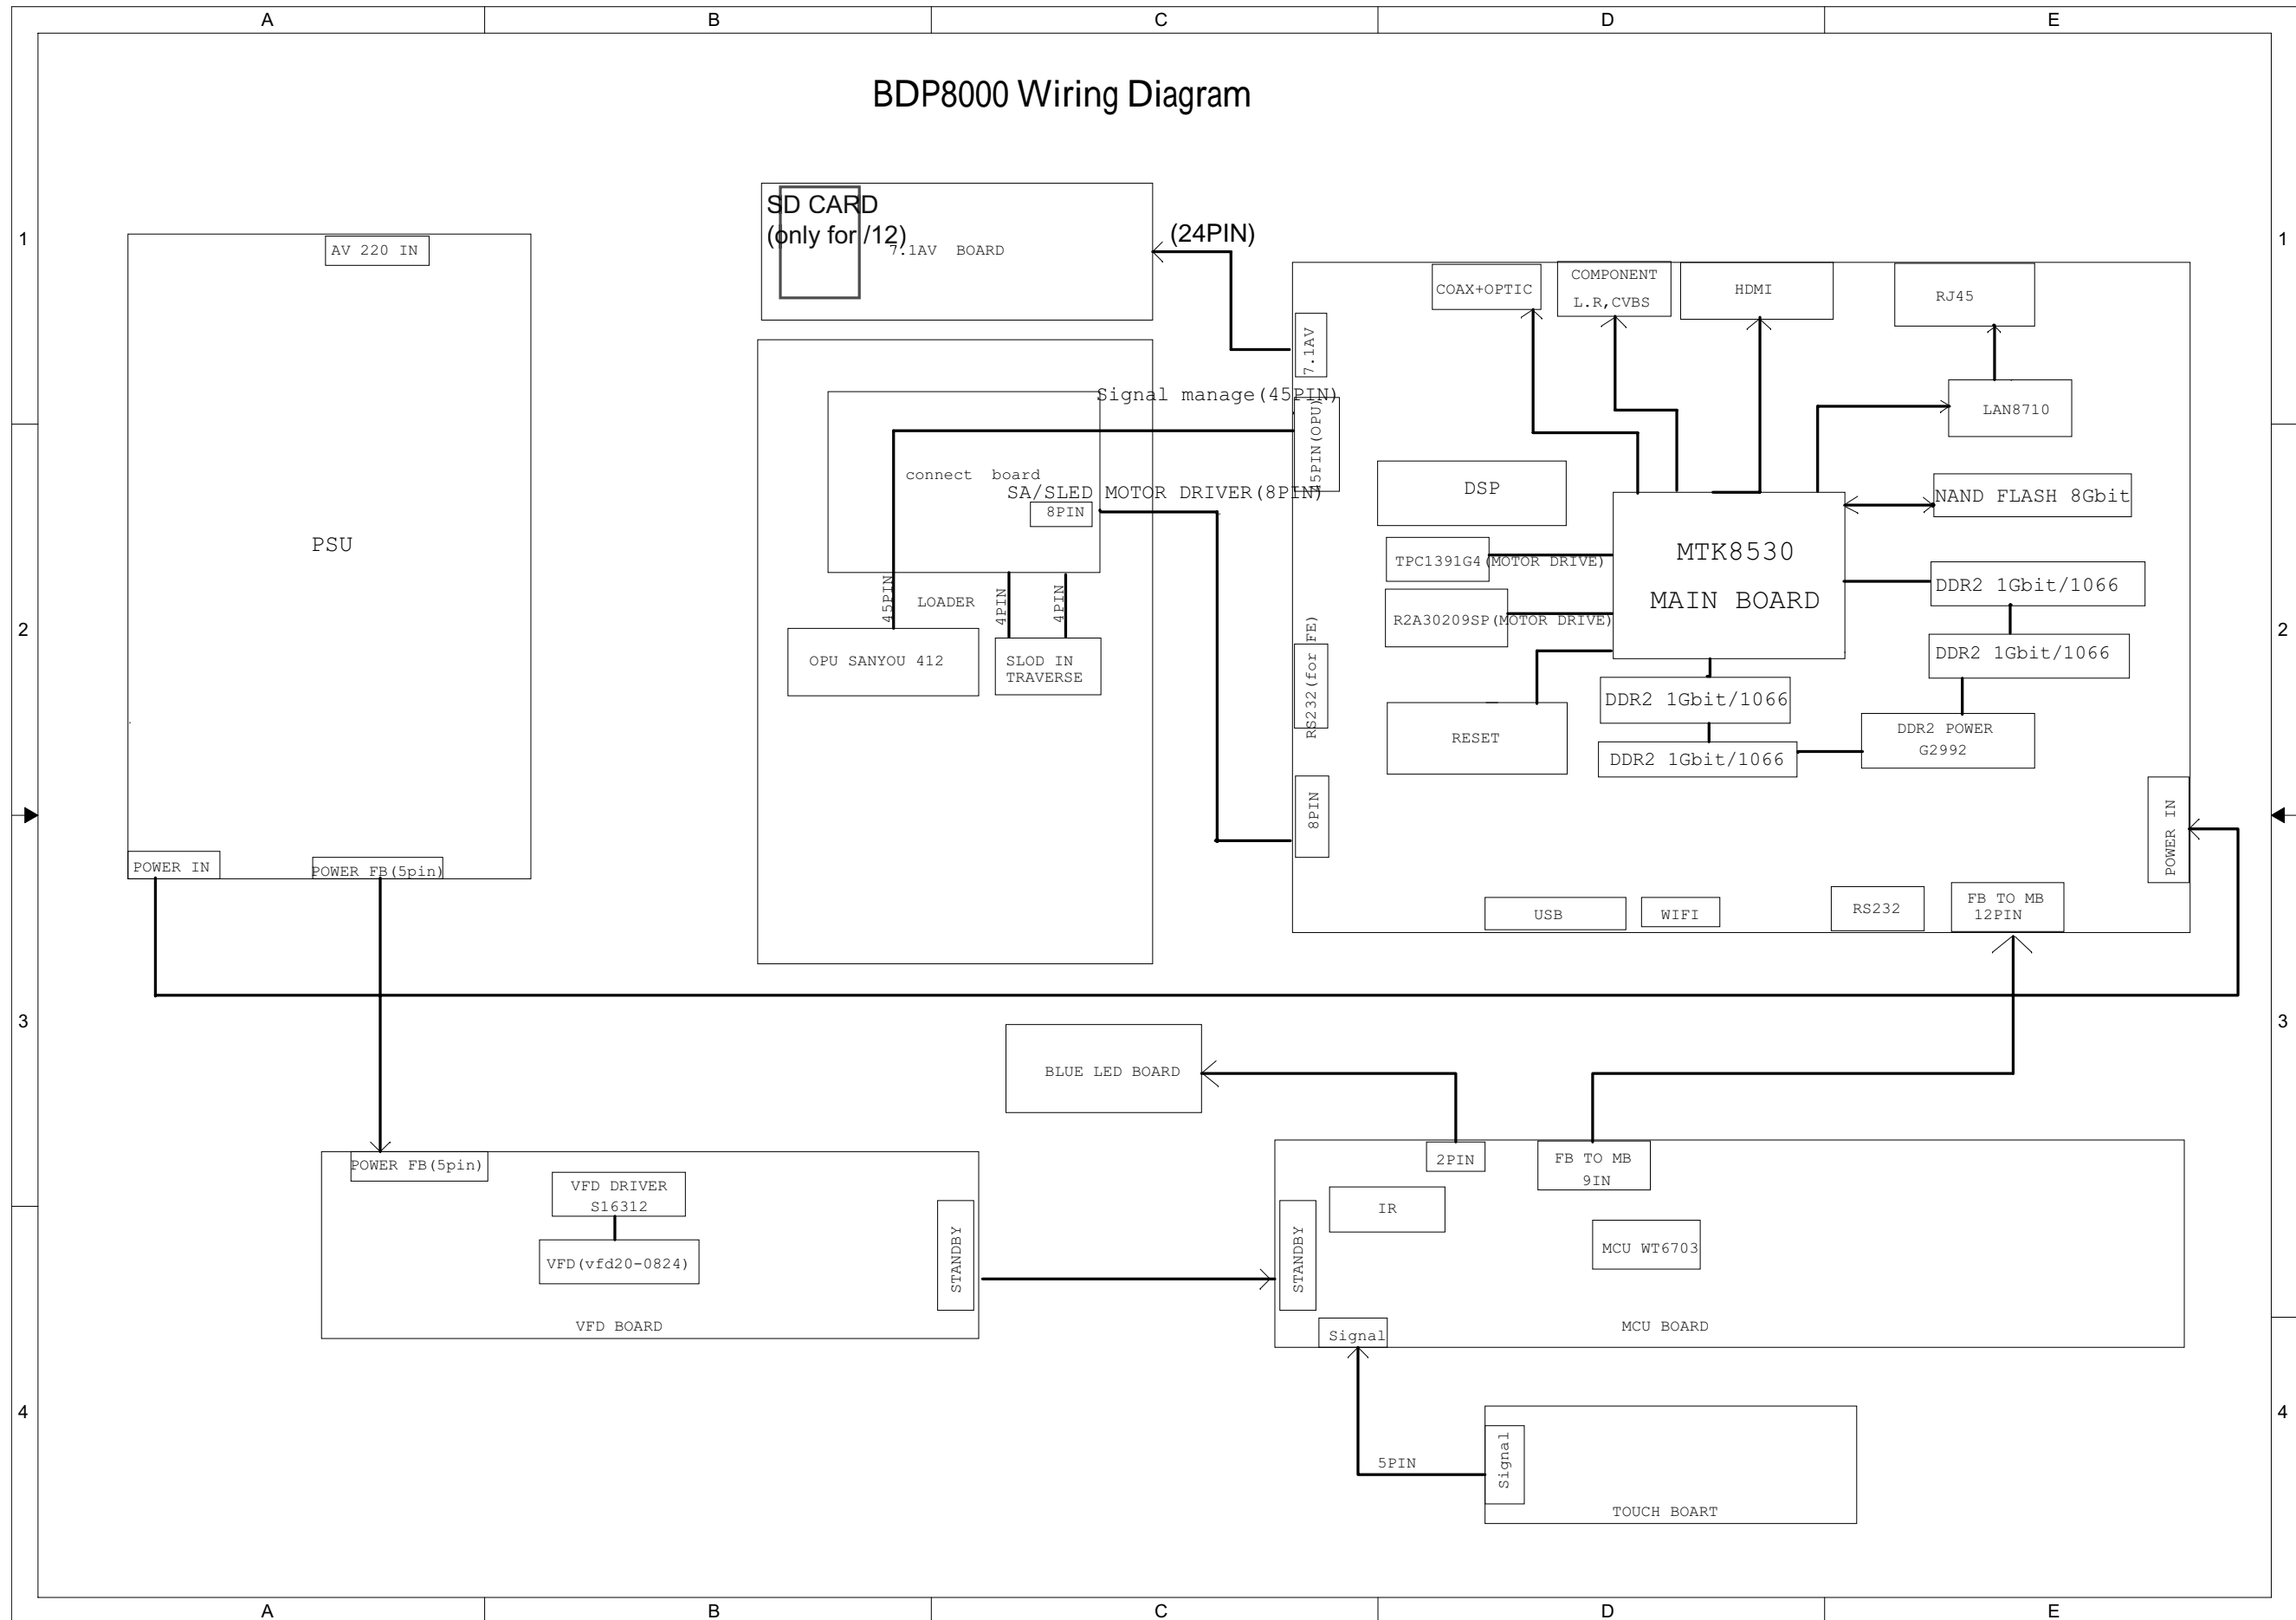 A B C D E
BDP8000 Wiring Diagram
SD CARD
(only for /12)
7.1AV BOARD
(24PIN)
1
1
AV 220 IN
PSU
POWER IN
POWER FB(5pin)
Signal manage(45PIN)
connect board
SA/SLED MOTOR DRIVER(8PIN)
8PIN
45PIN
LOADER
4PIN
4PIN
OPU SANYOU 412
SLOD IN
TRAVERSE
7.1AV
45PIN(OPU)
RS232(for FE)
8PIN
COAX+OPTIC
COMPONENT
L.R,CVBS
HDMI
RJ45
LAN8710
DSP
NAND FLASH 8Gbit
TPC1391G4(MOTOR DRIVE)
MTK8530
MAIN BOARD
R2A30209SP(MOTOR DRIVE)
DDR2 1Gbit/1066
DDR2 1Gbit/1066
DDR2 1Gbit/1066
DDR2 1Gbit/1066
RESET
DDR2 POWER
G2992
POWER IN
USB
WIFI
RS232
FB TO MB
12PIN
2
2
3
3
BLUE LED BOARD
POWER FB(5pin)
VFD DRIVER
S16312
VFD(vfd20-0824)
STANDBY
VFD BOARD
2PIN
FB TO MB
9IN
IR
STANDBY
MCU WT6703
Signal
MCU BOARD
5PIN
Signal
TOUCH BOART
4
4
A B C D E